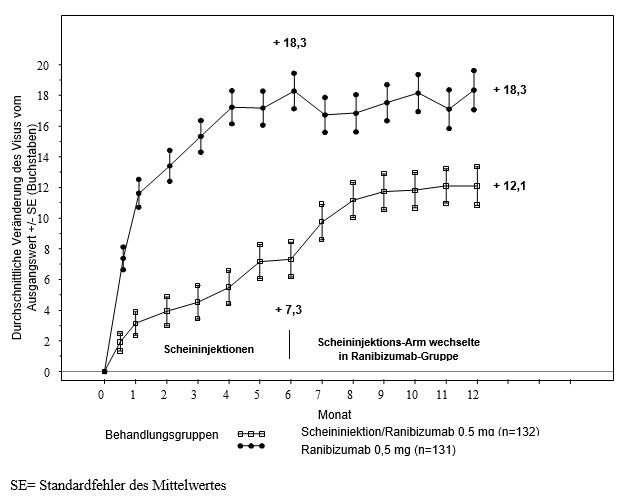 + 18,3
20
18
16
14
12
10
8
6
4
2
0
Durchschnittliche Veränderung des Visus vom
Ausgangswert +/- SE (Buchstaben)
+ 18,3
+ 12,1
+ 7,3
Scheininjektionen
Scheininjektions-Arm wechselte
in Ranibizumab-Gruppe
0 1 2 3 4 5 6 7 8 9 10 11 12
Monat
Behandlungsgruppen
Scheininjektion/Ranibizumab 0.5 mg (n=132)
Ranibizumab 0,5 mg (n=131)
SE= Standardfehler des Mittelwertes